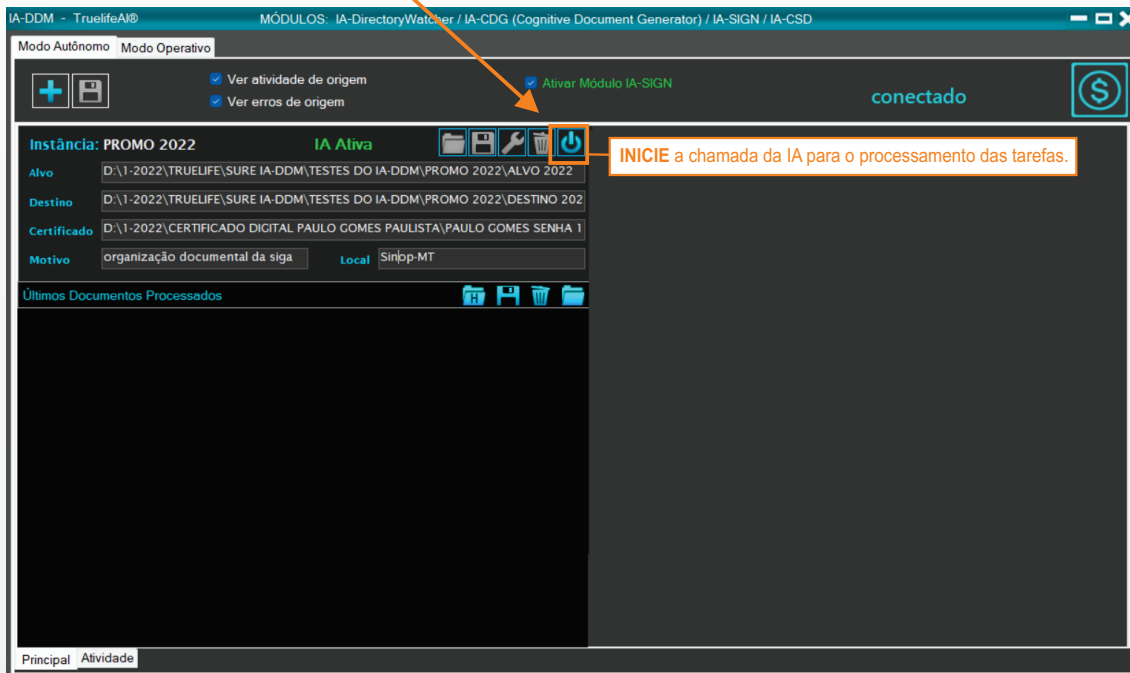 IA-DDM - TruelifeAI® MÓDULOS: IA-DirectoryWatcher / IA-CDG (Cognitive Document Generator) / IA-SIGN / IA-CSD
Modo Autônomo Modo Operativo
Ver atividade de origem
Ativar Módulo IA-SIGN
Ver erros de origem
conectado
Instância: PROMO 2022 IA Ativa
INICIE a chamada da IA para o processamento das tarefas.
Alvo D:\1-2022\TRUELIFE\SURE IA-DDM\TESTES DO IA-DDM\PROMO 2022\ALVO 2022
Destino D:\1-2022\TRUELIFE\SURE IA-DDM\TESTES DO IA-DDM\PROMO 2022\DESTINO 202
Certificado D:\1-2022\CERTIFICADO DIGITAL PAULO GOMES PAULISTA\PAULO GOMES SENHA 1
Motivo organização documental da siga Local Sinop-MT
Últimos Documentos Processados
Principal Atividade